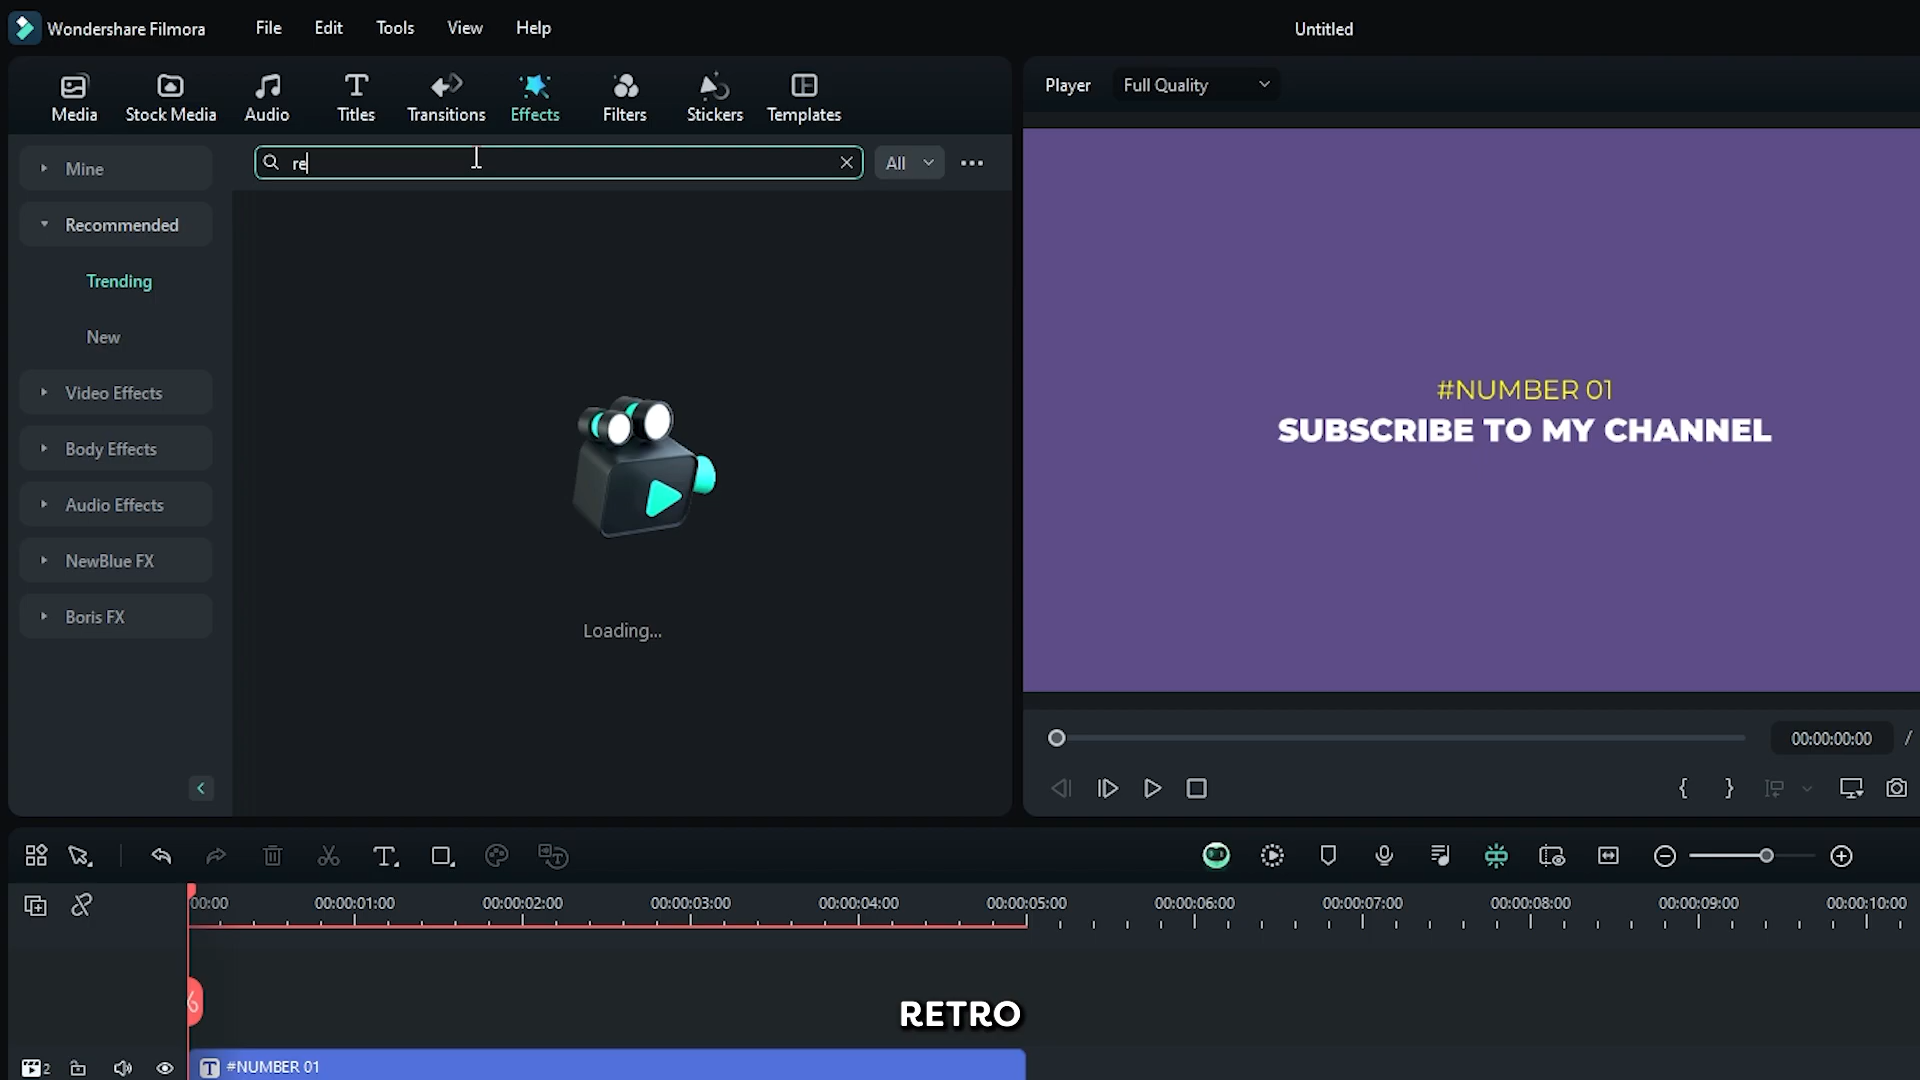 Wondershare Filmora
File
Edit
Tools
View
Help
Untitled
Media
Stock Media
Audio
Titles
Transitions
Effects
Filters
Stickers
Templates
Player
Full Quality
re
All
Mine
Recommended
Trending
New
Video Effects
Body Effects
Audio Effects
NewBlue FX
Boris FX
Loading...
#NUMBER 01
SUBSCRIBE TO MY CHANNEL
00:00:00:00 /
00:00
00:00:01:00
00:00:02:00
00:00:03:00
00:00:04:00
00:00:05:00
00:00:06:00
00:00:07:00
00:00:08:00
00:00:09:00
00:00:10:00
RETRO
2
#NUMBER 01